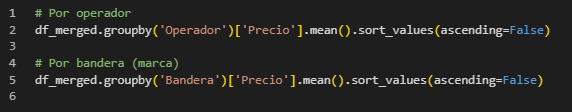 1 # Por operador
2 df_merged.groupby('Operador')['Precio'].mean().sort_values(ascending=False)
3
4 # Por bandera (marca)
5 df_merged.groupby('Bandera')['Precio'].mean().sort_values(ascending=False)
6